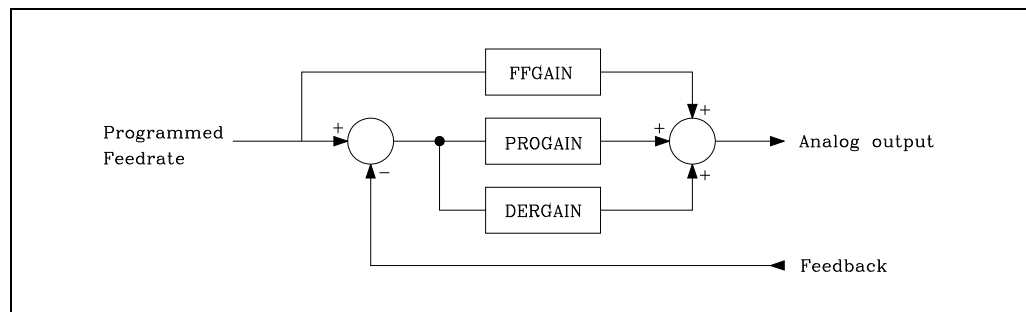 FFGAIN
+
Programmed
Feedrate
+
-
PROGAIN
+
+
Analog output
DERGAIN
+
Feedback